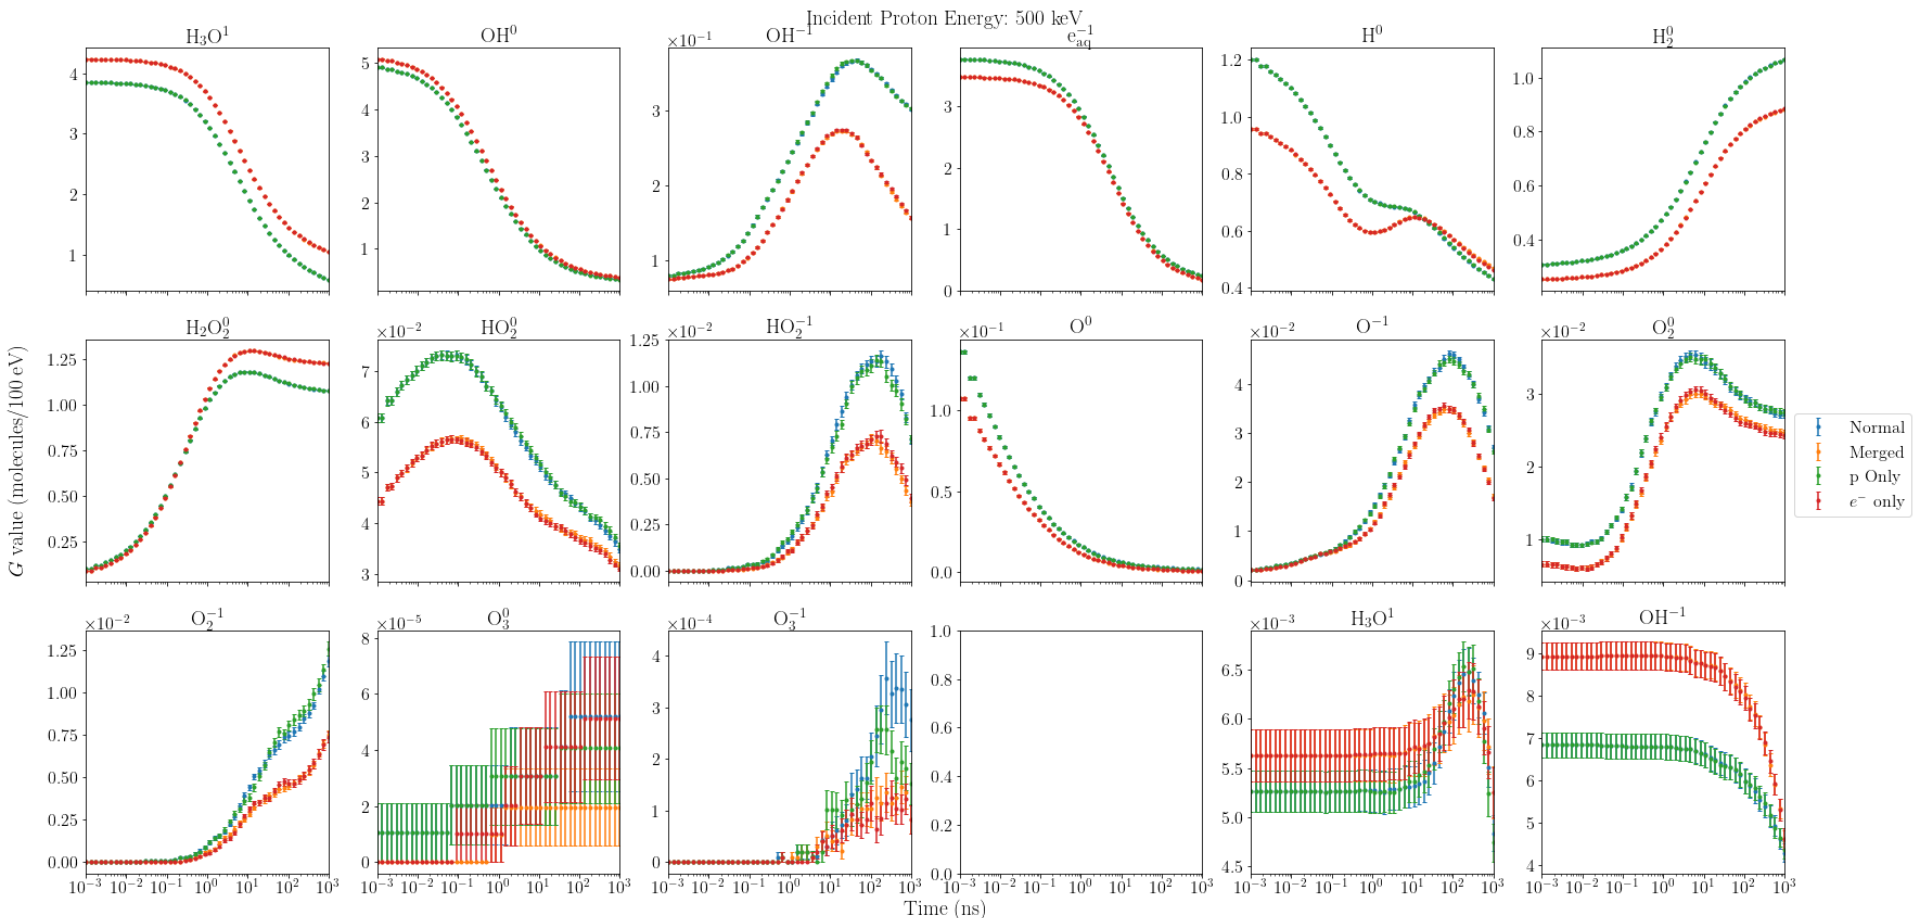 Incident Proton Energy: 500 keV
H₃O¹
OH⁰
OH⁻¹
e⁻¹aq
H⁰
H⁰₂
4
3
2
1
5
4
3
2
1
×10⁻¹
3 × 10⁻¹
2 × 10⁻¹
1 × 10⁻¹
3
2
1
0
1.2
1.0
0.8
0.6
0.4
1.0
0.8
0.6
0.4
H₂O⁰₂
HO⁰₂
HO⁻¹₂
O⁰
O⁻¹
O⁰₂
1.25
1.00
0.75
0.50
0.25
×10⁻²
7
6
5
4
3
×10⁻²
1.25
1.00
0.75
0.50
0.25
0.00
×10⁻¹
1.0
0.5
0.0
×10⁻²
4
3
2
1
0
×10⁻²
3
2
1
G value (molecules/100 eV)
Normal
Merged
p Only
e⁻ only
O⁻¹₂
O⁰₃
O⁻¹₃
H₃O¹
OH⁻¹
×10⁻²
1.25
1.00
0.75
0.50
0.25
0.00
×10⁻⁵
8
6
4
2
0
×10⁻⁴
4
3
2
1
0
1.0
0.8
0.6
0.4
0.2
0.0
×10⁻³
6.5
6.0
5.5
5.0
4.5
×10⁻³
9
8
7
6
5
4
10⁻³ 10⁻² 10⁻¹ 10⁰ 10¹ 10² 10³
10⁻³ 10⁻² 10⁻¹ 10⁰ 10¹ 10² 10³
10⁻³ 10⁻² 10⁻¹ 10⁰ 10¹ 10² 10³
10⁻³ 10⁻² 10⁻¹ 10⁰ 10¹ 10² 10³
10⁻³ 10⁻² 10⁻¹ 10⁰ 10¹ 10² 10³
10⁻³ 10⁻² 10⁻¹ 10⁰ 10¹ 10² 10³
Time (ns)